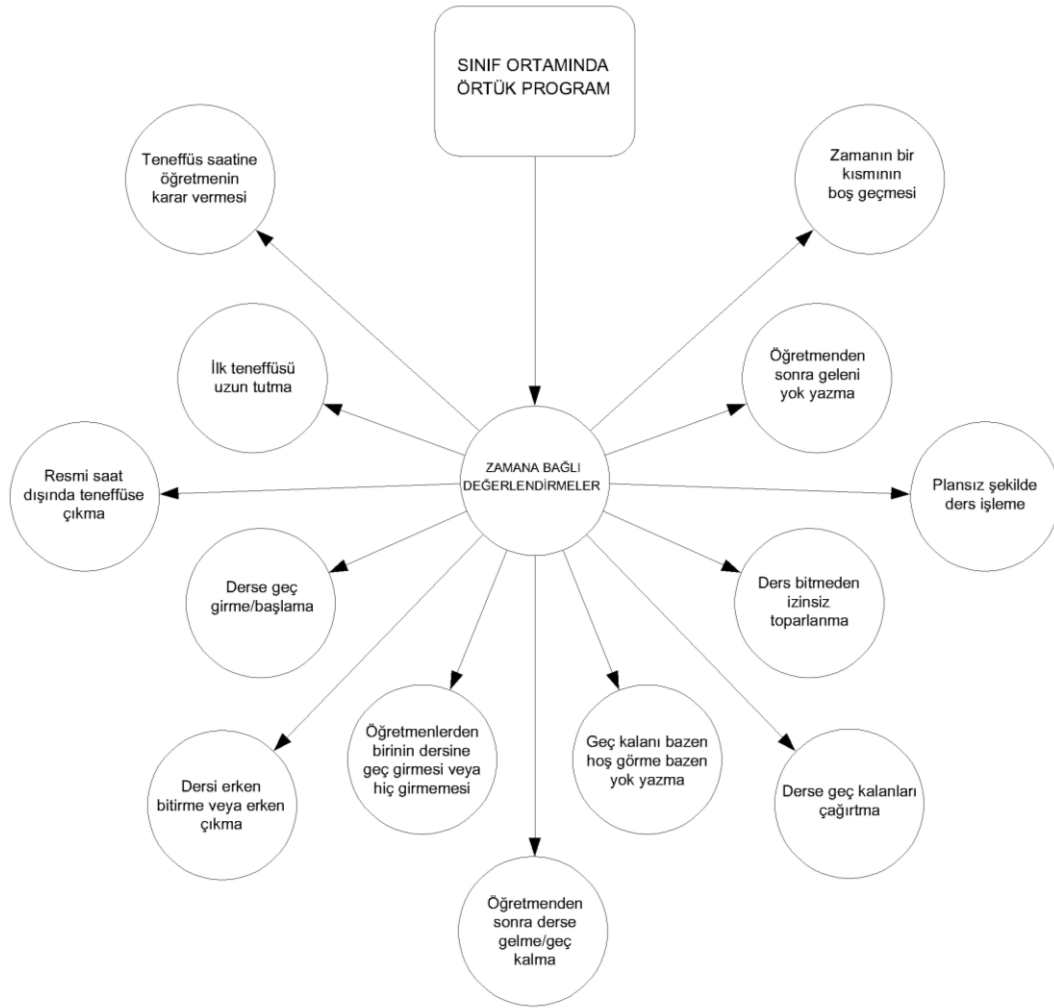 SINIF ORTAMINDA
ÖRTÜK PROGRAM
Teneffüs saatine
öğretmenin
karar vermesi
Zamanın bir
kısmının
boş geçmesi
İlk teneffüsü
uzun tutma
Öğretmenden
sonra geleni
yok yazma
ZAMANA BAĞLI
DEĞERLENDİRMELER
Resmi saat
dışında teneffüse
çıkma
Plansız şekilde
ders işleme
Derse geç
girme/başlama
Ders bitmeden
izinsiz
toparlanma
Öğretmenlerden
birinin dersine
geç girmesi veya
hiç girmemesi
Geç kalanı bazen
hoş görme bazen
yok yazma
Dersi erken
bitirme veya erken
çıkma
Derse geç kalanları
çağırtma
Öğretmenden
sonra derse
gelme/geç
kalma